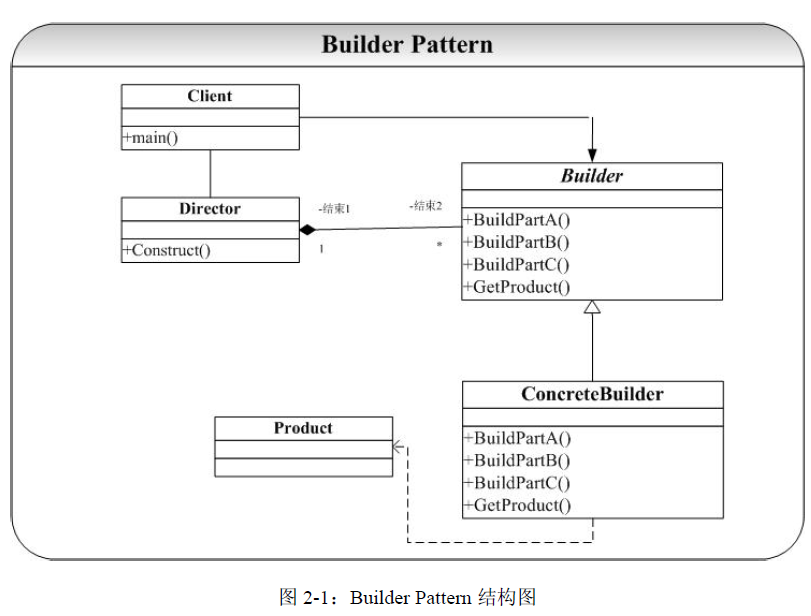 Builder Pattern
Client
+main()
Director
+Construct()
-结束1
-结束2
1
*
Builder
+BuildPartA()
+BuildPartB()
+BuildPartC()
+GetProduct()
ConcreteBuilder
+BuildPartA()
+BuildPartB()
+BuildPartC()
+GetProduct()
Product
图 2-1：Builder Pattern 结构图